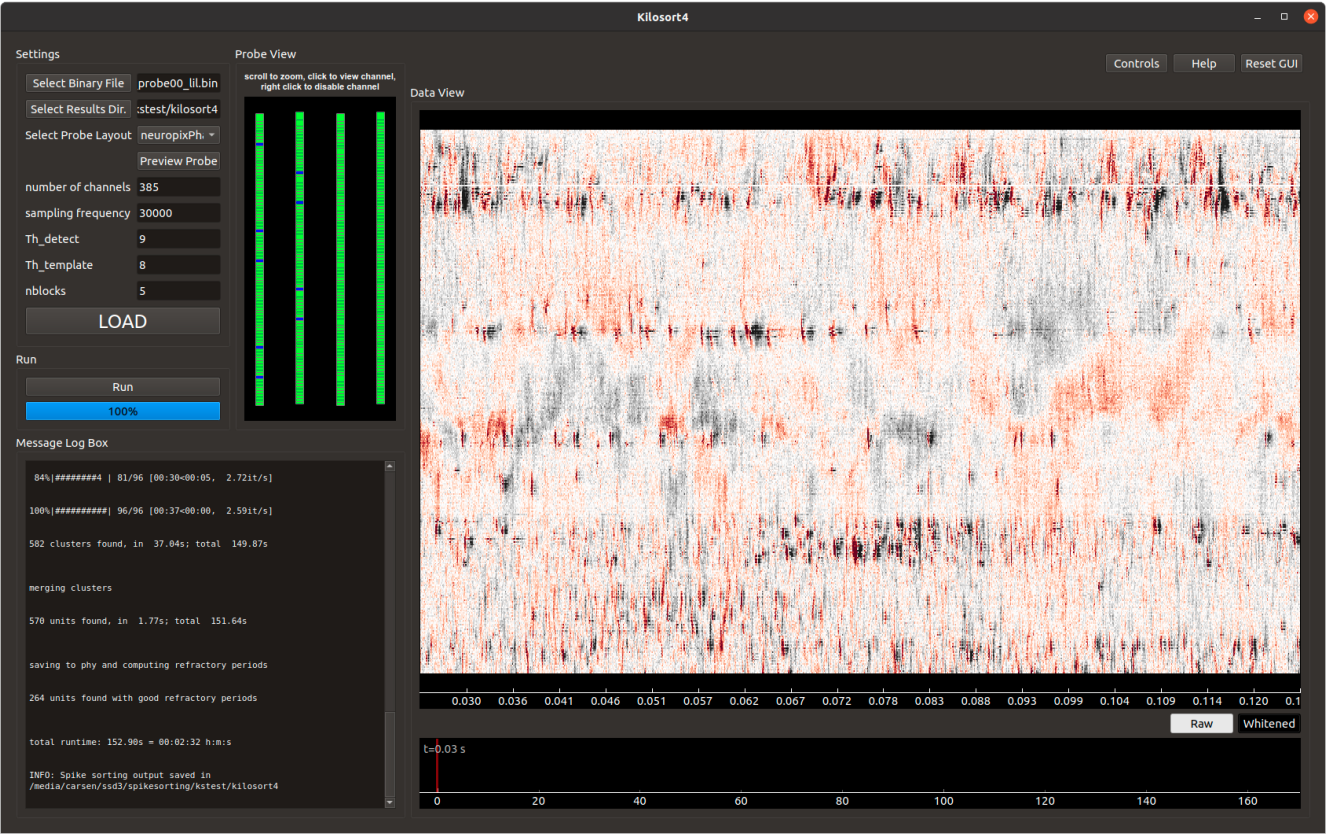 Kilosort4
Settings
Select Binary File probe00_lil.bin
Select Results Dir. :stest/kilosort4
Select Probe Layout neuropixPh
Preview Probe
number of channels 385
sampling frequency 30000
Th_detect 9
Th_template 8
nblocks 5
LOAD
Run
Run
100%
Message Log Box
84%|########4 | 81/96 [00:30<00:05, 2.72it/s]
100%|##########| 96/96 [00:37<00:00, 2.59it/s]
582 clusters found, in 37.04s; total 149.87s
merging clusters
570 units found, in 1.77s; total 151.64s
saving to phy and computing refractory periods
264 units found with good refractory periods
total runtime: 152.90s = 00:02:32 h:m:s
INFO: Spike sorting output saved in
/media/carsen/ssd3/spikesorting/kstest/kilosort4
Probe View
scroll to zoom, click to view channel,
right click to disable channel
Controls Help Reset GUI
Data View
0.030 0.036 0.041 0.046 0.051 0.057 0.062 0.067 0.072 0.078 0.083 0.088 0.093 0.099 0.104 0.109 0.114 0.120 0.1
Raw Whitened
t=0.03 s
0 20 40 60 80 100 120 140 160